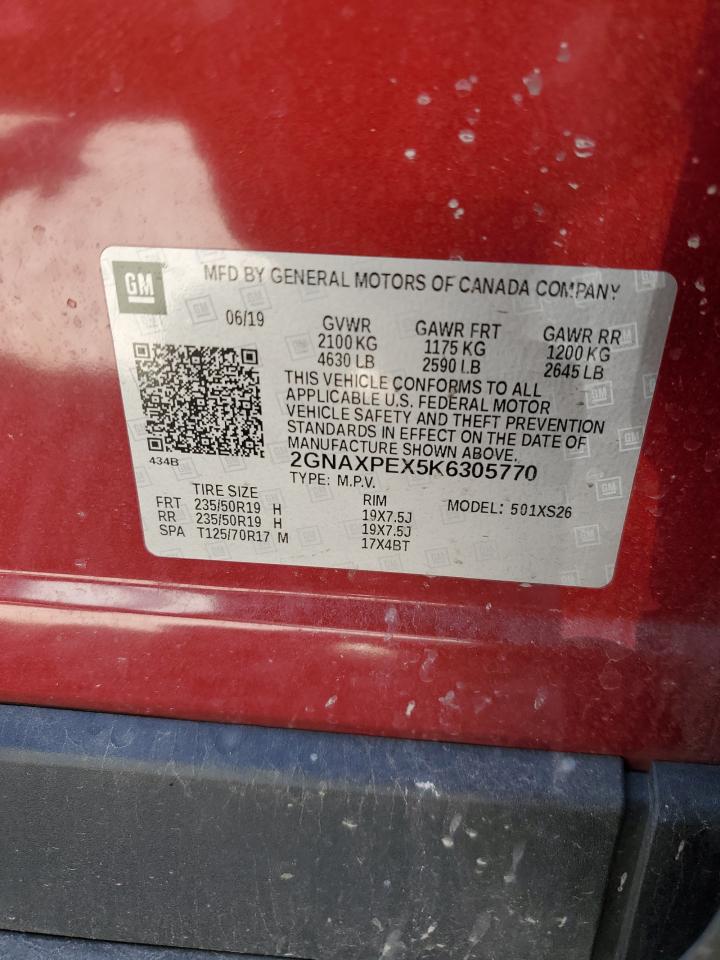 GM
MFD BY GENERAL MOTORS OF CANADA COMPANY
06/19
GVWR GAWR FRT GAWR RR
2100 KG 1175 KG 1200 KG
4630 LB 2590 LB 2645 LB
THIS VEHICLE CONFORMS TO ALL
APPLICABLE U.S. FEDERAL MOTOR
VEHICLE SAFETY AND THEFT PREVENTION
STANDARDS IN EFFECT ON THE DATE OF
MANUFACTURE SHOWN ABOVE.
434B
2GNAXPEX5K6305770
TYPE: M.P.V.
TIRE SIZE RIM MODEL: 501XS26
FRT 235/50R19 H 19X7.5J
RR 235/50R19 H 19X7.5J
SPA T125/70R17 M 17X4BT